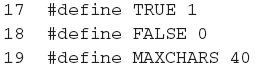 17  #define TRUE 1
18  #define FALSE 0
19  #define MAXCHARS 40